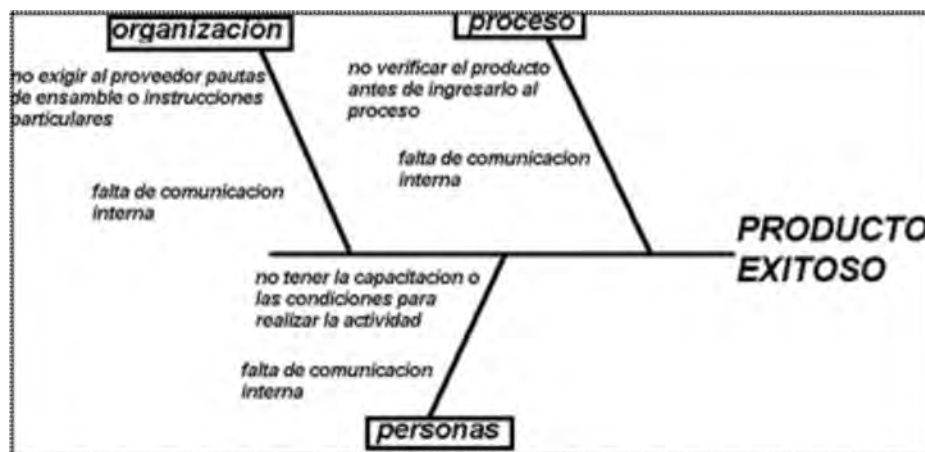 organización
no exigir al proveedor pautas
de ensamble o instrucciones
particulares
falta de comunicacion
interna
proceso
no verificar el producto
antes de ingresarlo al
proceso
falta de comunicacion
interna
PRODUCTO
EXITOSO
no tener la capacitacion o
las condiciones para
realizar la actividad
falta de comunicacion
interna
personas